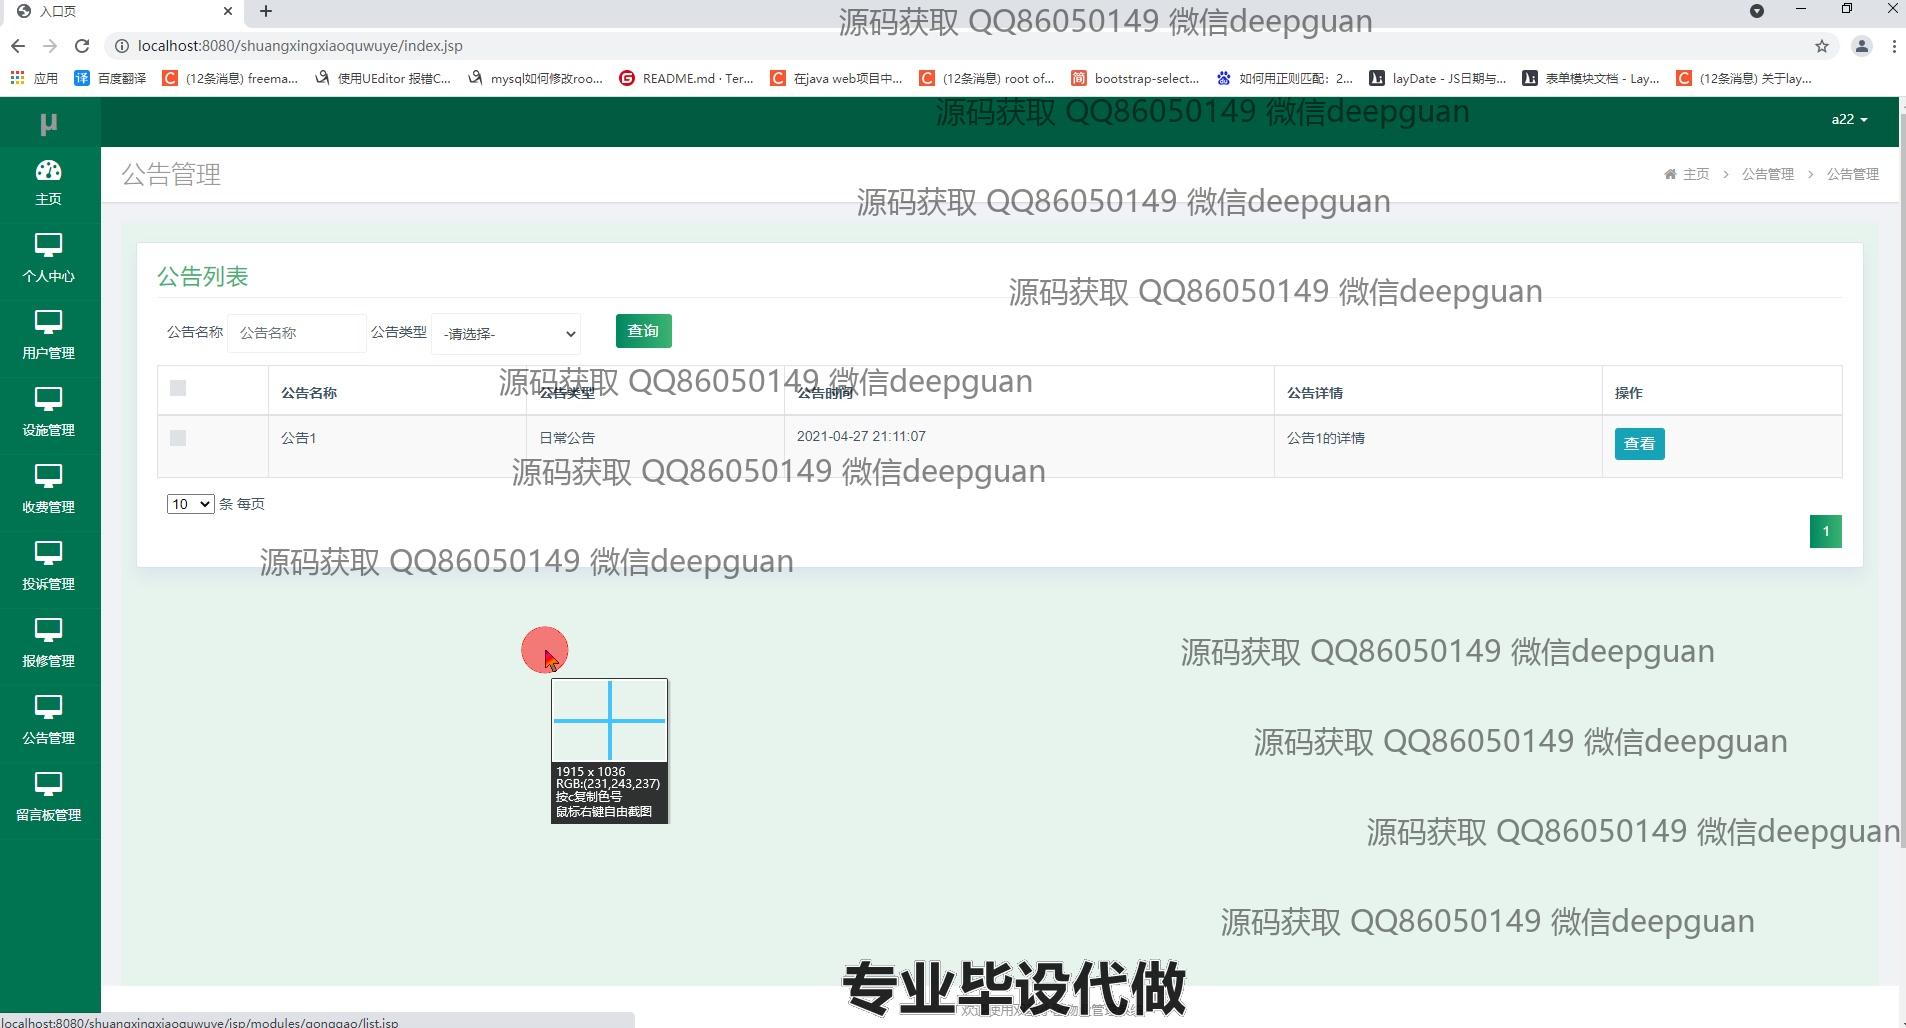 入口页
源码获取 QQ86050149 微信deepguan
localhost:8080/shuangxingxiaoquwuye/index.jsp
应用
百度翻译
(12条消息) freema...
使用UEditor 报错C...
mysql如何修改roo...
README.md · Ter...
在java web项目中...
(12条消息) root of...
bootstrap-select...
如何用正则匹配：2...
layDate - JS日期与...
表单模块文档 - Lay...
(12条消息) 关于lay...
μ
源码获取 QQ86050149 微信deepguan
a22
主页
公告管理
主页 > 公告管理 > 公告管理
源码获取 QQ86050149 微信deepguan
个人中心
公告列表
源码获取 QQ86050149 微信deepguan
用户管理
公告名称 公告名称 公告类型 -请选择- 查询
源码获取 QQ86050149 微信deepguan
公告名称 公告类型 公告时间 公告详情 操作
设施管理
公告1 日常公告 2021-04-27 21:11:07 公告1的详情 查看
源码获取 QQ86050149 微信deepguan
收费管理
10 条 每页
1
源码获取 QQ86050149 微信deepguan
投诉管理
报修管理
源码获取 QQ86050149 微信deepguan
公告管理
源码获取 QQ86050149 微信deepguan
1915 x 1036
RGB:(231,243,237)
按c复制色号
鼠标右键自由截图
留言板管理
源码获取 QQ86050149 微信deepguan
源码获取 QQ86050149 微信deepguan
专业毕设代做
localhost:8080/shuangxingxiaoquwuye/jsp/modules/gonggao/list.jsp